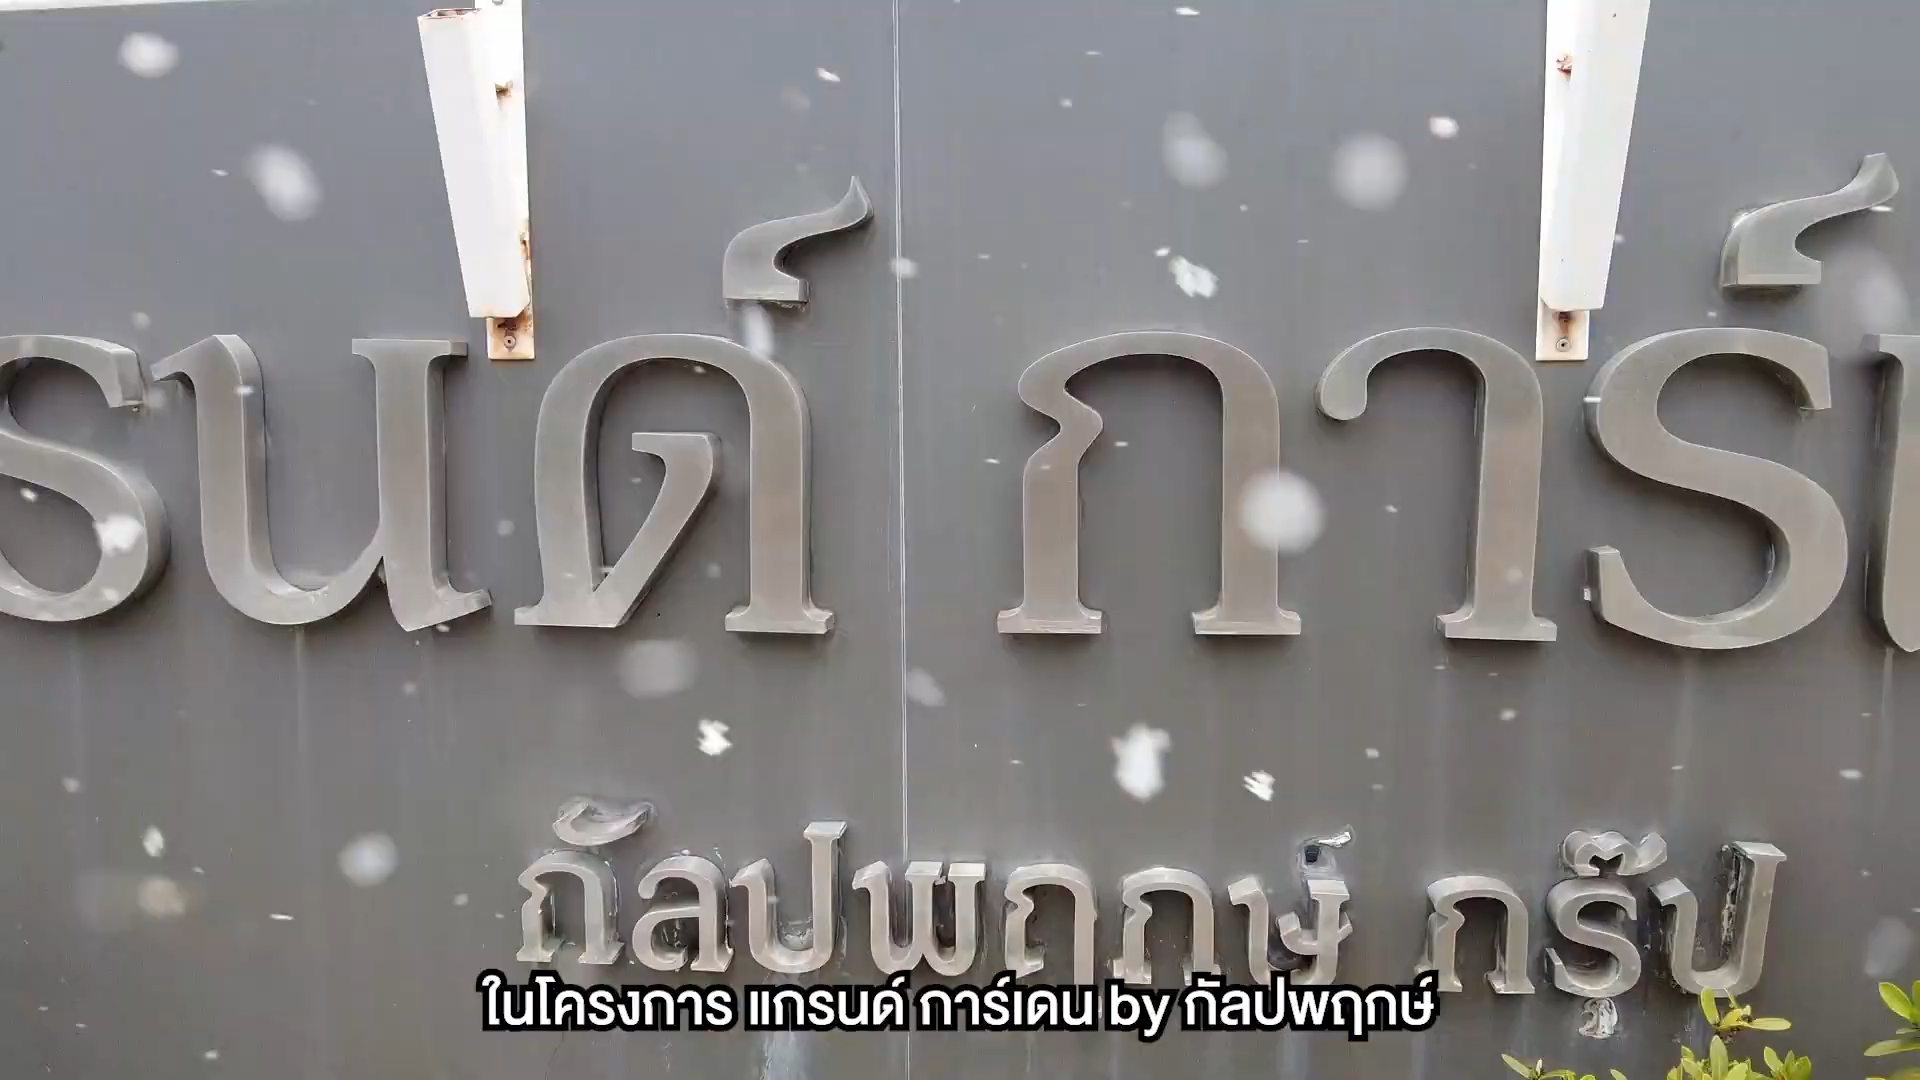 รนด์ การ์เ
กัลปพฤกษ์ กรุ๊ป
ในโครงการ แกรนด์ การ์เดน by กัลปพฤกษ์